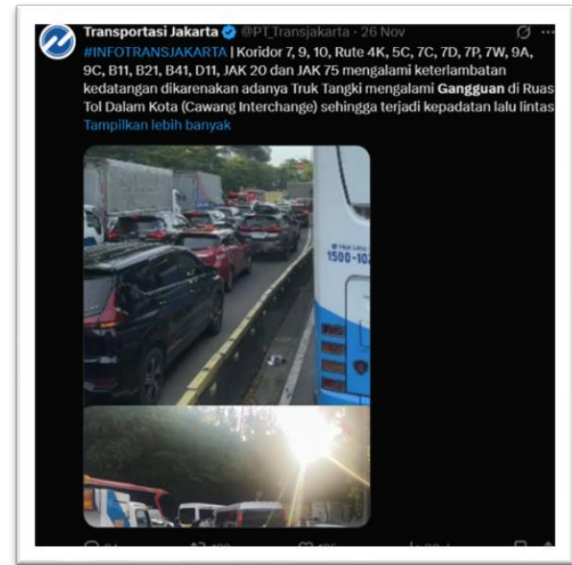 Transportasi Jakarta @PT_Transjakarta · 26 Nov
#INFOTRANSJAKARTA | Koridor 7, 9, 10, Rute 4K, 5C, 7C, 7D, 7P, 7W, 9A,
9C, B11, B21, B41, D11, JAK 20 dan JAK 75 mengalami keterlambatan
kedatangan dikarenakan adanya Truk Tangki mengalami Gangguan di Ruas
Tol Dalam Kota (Cawang Interchange) sehingga terjadi kepadatan lalu lintas
Tampilkan lebih banyak
1500-10